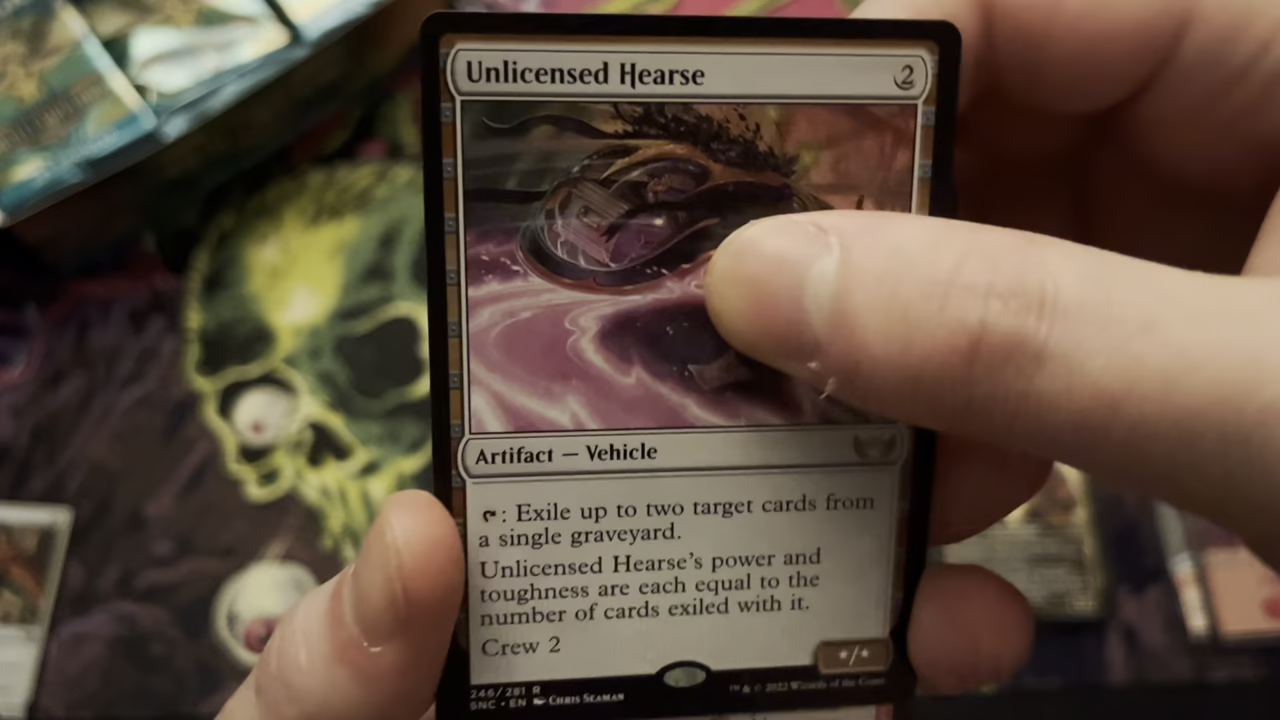 Unlicensed Hearse 2
Artifact — Vehicle
: Exile up to two target cards from
a single graveyard.
Unlicensed Hearse's power and
toughness are each equal to the
number of cards exiled with it.
Crew 2
*/*
246/281 R
SNC • EN Chris Seaman
™ & © 2022 Wizards of the Coast